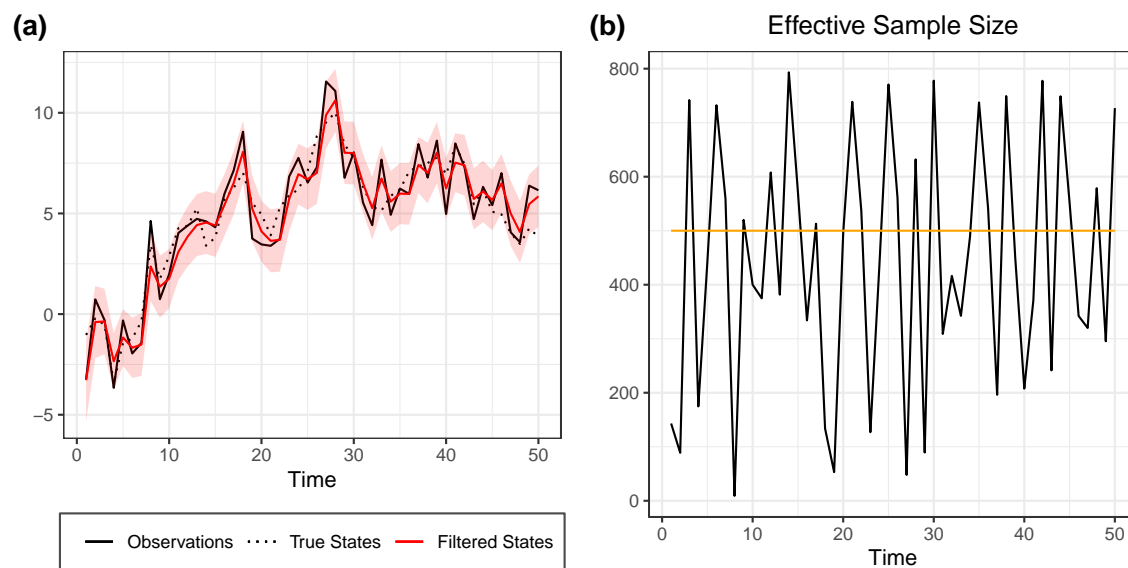 (a)
10
5
0
−5
0 10 20 30 40 50
Time
Observations True States Filtered States
(b) Effective Sample Size
800
600
400
200
0
0 10 20 30 40 50
Time